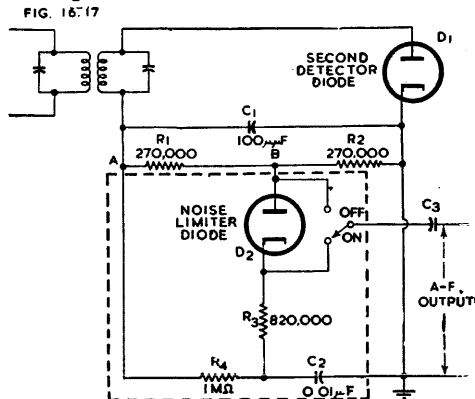 FIG. 16.17
D1
SECOND
DETECTOR
DIODE
C1
100μμF
R1
270,000
A
B
R2
270,000
NOISE
LIMITER
DIODE
D2
OFF
ON
C3
A-F.
OUTPUT
R3 820,000
R4
1MΩ
C2
0.01μF